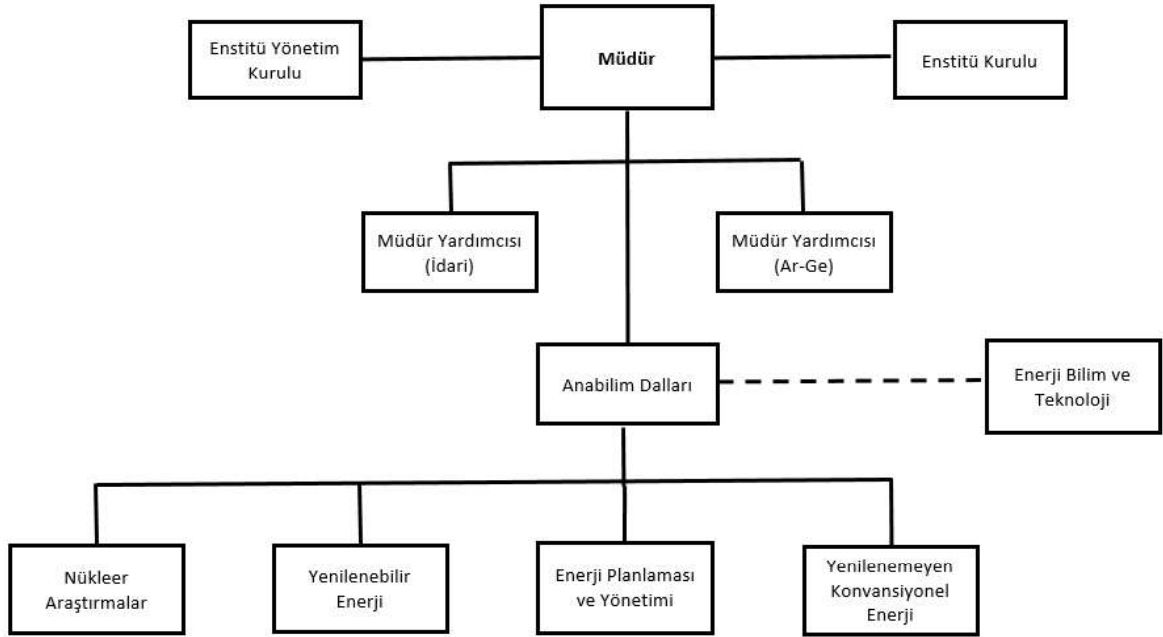 Enstitü Yönetim
Kurulu
Müdür
Enstitü Kurulu
Müdür Yardımcısı
(İdari)
Müdür Yardımcısı
(Ar-Ge)
Anabilim Dalları
Enerji Bilim ve
Teknoloji
Nükleer
Araştırmalar
Yenilenebilir
Enerji
Enerji Planlaması
ve Yönetimi
Yenilenemeyen
Konvansiyonel
Enerji